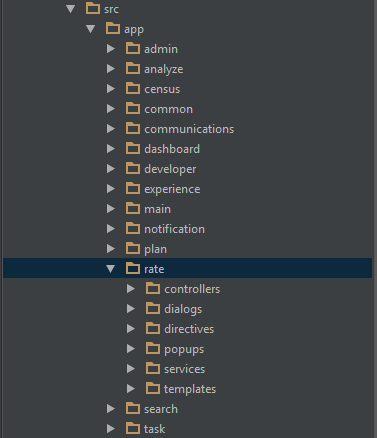 src
app
admin
analyze
census
common
communications
dashboard
developer
experience
main
notification
plan
rate
controllers
dialogs
directives
popups
services
templates
search
task